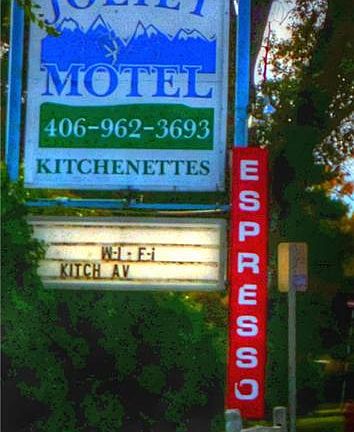 JOLIET
MOTEL
406-962-3693
KITCHENETTES
W-I-F-i
KITCH AV
ESPRESSO